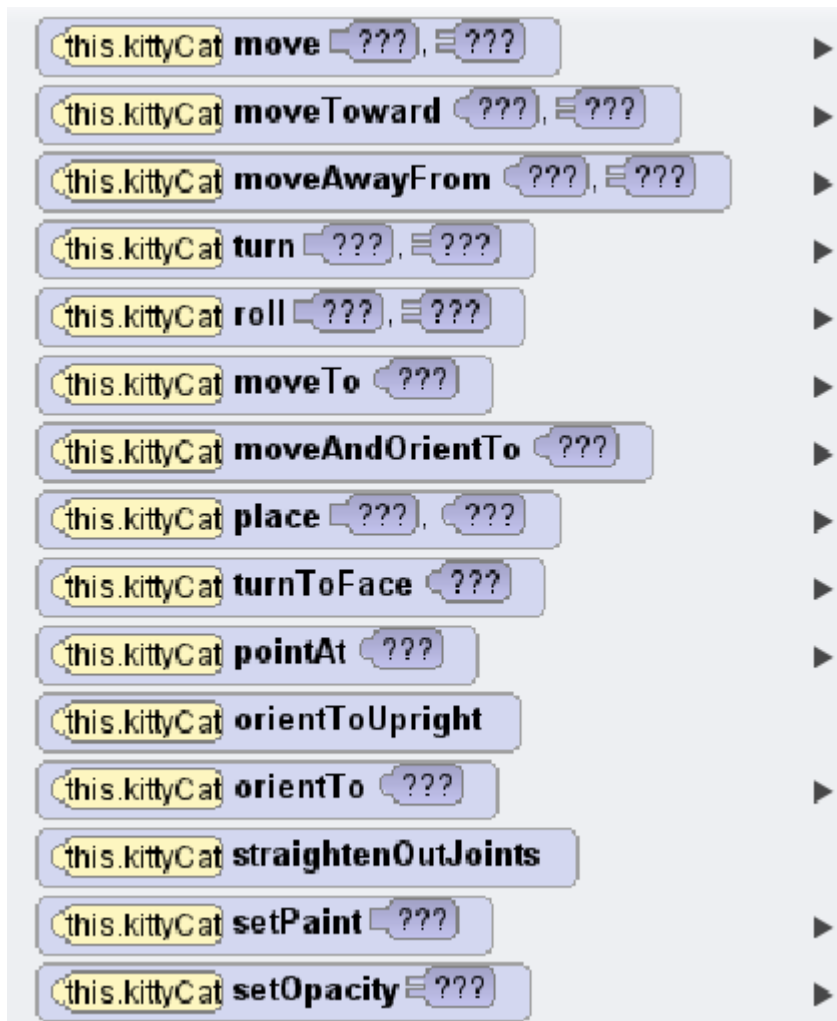 this.kittyCat move ???, ???
this.kittyCat moveToward ???, ???
this.kittyCat moveAwayFrom ???, ???
this.kittyCat turn ???, ???
this.kittyCat roll ???, ???
this.kittyCat moveTo ???
this.kittyCat moveAndOrientTo ???
this.kittyCat place ???, ???
this.kittyCat turnToFace ???
this.kittyCat pointAt ???
this.kittyCat orientToUpright
this.kittyCat orientTo ???
this.kittyCat straightenOutJoints
this.kittyCat setPaint ???
this.kittyCat setOpacity ???